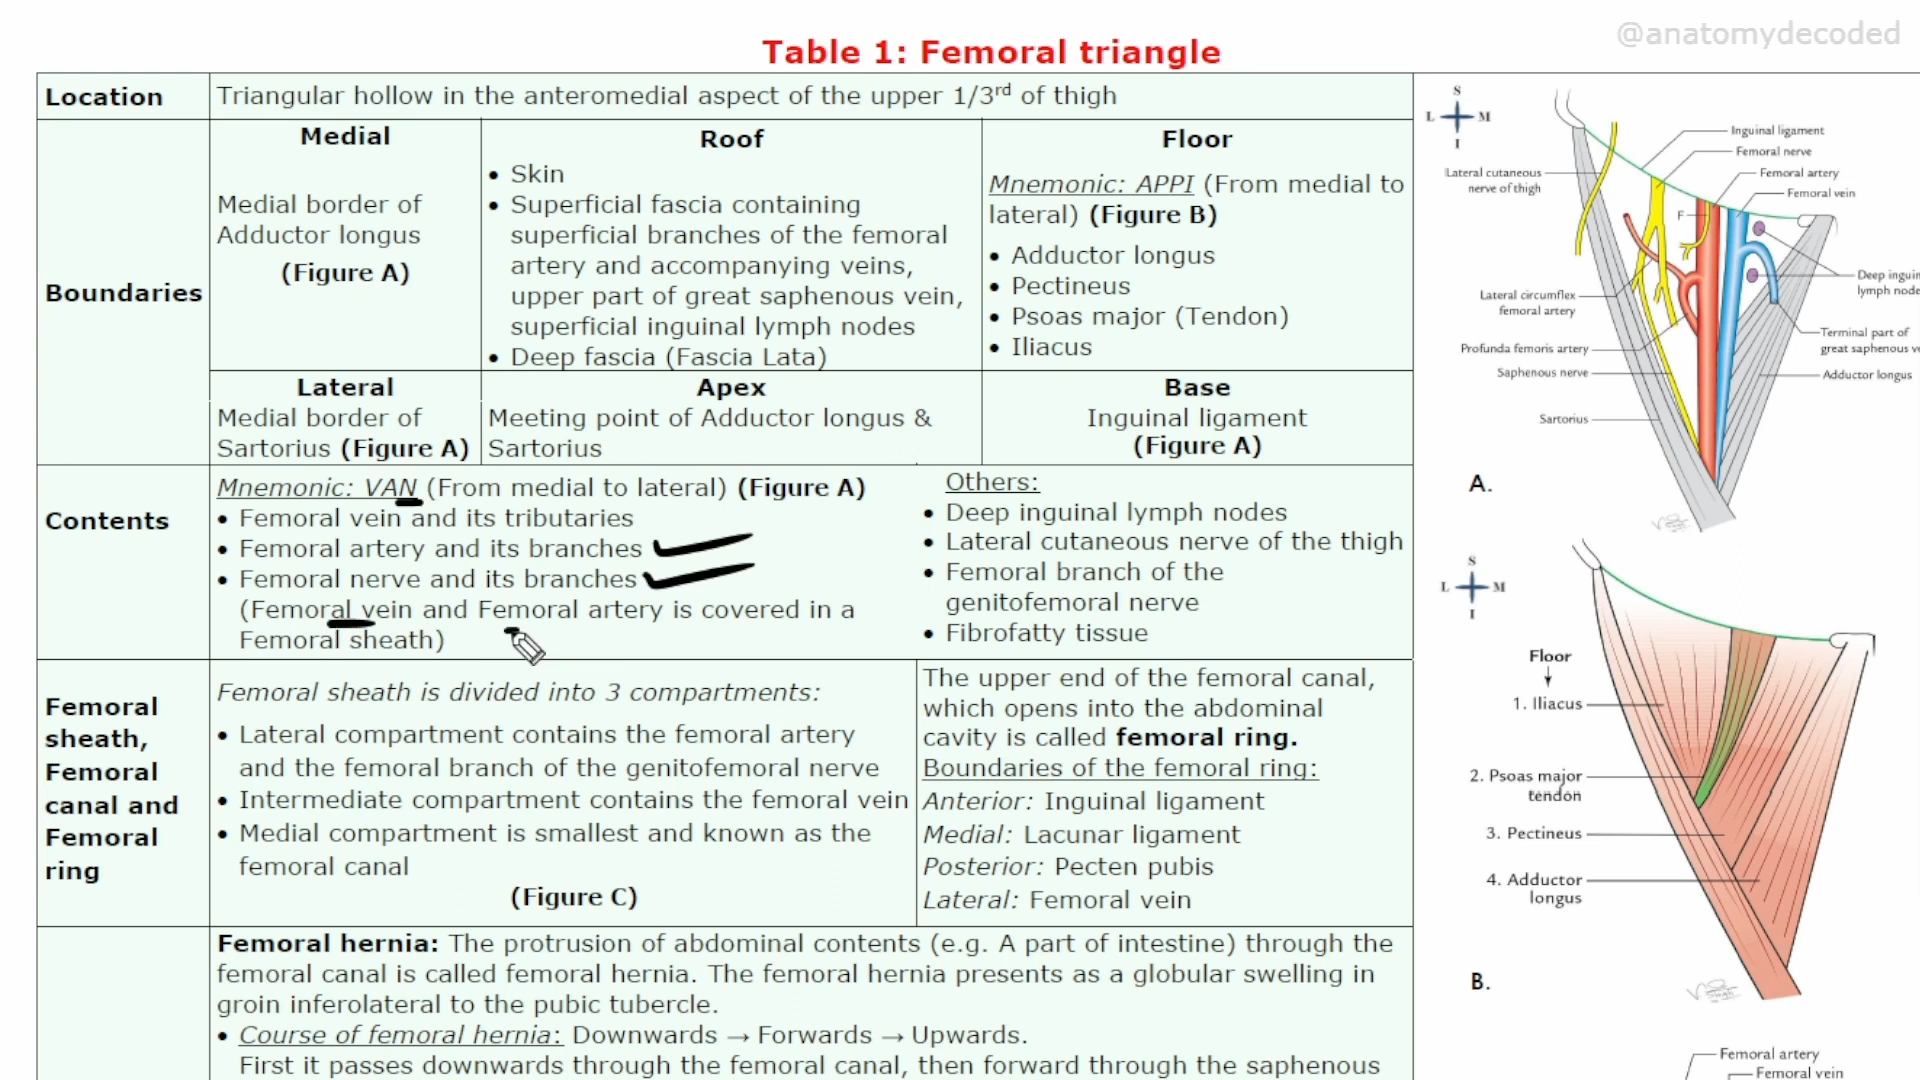 @anatomydecoded
Table 1: Femoral triangle
Location
Triangular hollow in the anteromedial aspect of the upper 1/3rd of thigh
Boundaries
Medial
Medial border of
Adductor longus
(Figure A)
Roof
• Skin
• Superficial fascia containing
superficial branches of the femoral
artery and accompanying veins,
upper part of great saphenous vein,
superficial inguinal lymph nodes
• Deep fascia (Fascia Lata)
Floor
Mnemonic: APPI (From medial to
lateral) (Figure B)
• Adductor longus
• Pectineus
• Psoas major (Tendon)
• Iliacus
Lateral
Medial border of
Sartorius (Figure A)
Apex
Meeting point of Adductor longus &
Sartorius
Base
Inguinal ligament
(Figure A)
Contents
Mnemonic: VAN (From medial to lateral) (Figure A)
• Femoral vein and its tributaries
• Femoral artery and its branches
• Femoral nerve and its branches
(Femoral vein and Femoral artery is covered in a
Femoral sheath)
Others:
• Deep inguinal lymph nodes
• Lateral cutaneous nerve of the thigh
• Femoral branch of the
genitofemoral nerve
• Fibrofatty tissue
Femoral
sheath,
Femoral
canal and
Femoral
ring
Femoral sheath is divided into 3 compartments:
• Lateral compartment contains the femoral artery
and the femoral branch of the genitofemoral nerve
• Intermediate compartment contains the femoral vein
• Medial compartment is smallest and known as the
femoral canal
(Figure C)
The upper end of the femoral canal,
which opens into the abdominal
cavity is called femoral ring.
Boundaries of the femoral ring:
Anterior: Inguinal ligament
Medial: Lacunar ligament
Posterior: Pecten pubis
Lateral: Femoral vein
Femoral hernia: The protrusion of abdominal contents (e.g. A part of intestine) through the
femoral canal is called femoral hernia. The femoral hernia presents as a globular swelling in
groin inferolateral to the pubic tubercle.
• Course of femoral hernia: Downwards → Forwards → Upwards.
First it passes downwards through the femoral canal, then forward through the saphenous
S
L M
I
Inguinal ligament
Femoral nerve
Femoral artery
Femoral vein
Lateral cutaneous
nerve of thigh
F
Deep inguin
lymph node
Lateral circumflex
femoral artery
Terminal part of
great saphenous ve
Profunda femoris artery
Saphenous nerve
Adductor longus
Sartorius
A.
S
L M
I
Floor
1. Iliacus
2. Psoas major
tendon
3. Pectineus
4. Adductor
longus
B.
Femoral artery
Femoral vein